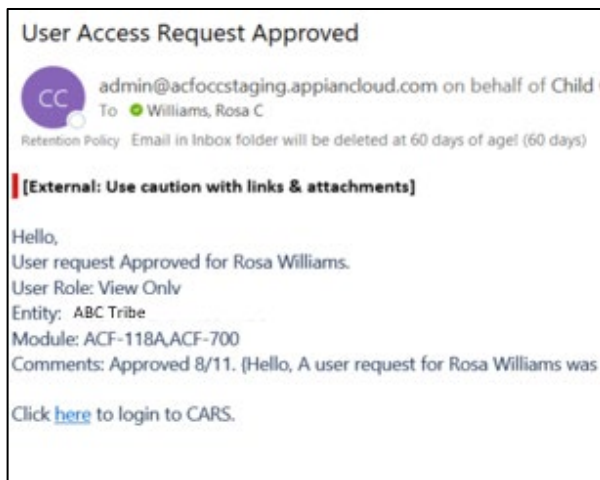 User Access Request Approved
CC
admin@acfoccstaging.appiancloud.com on behalf of Child
To Williams, Rosa C
Retention Policy Email in Inbox folder will be deleted at 60 days of age! (60 days)
[External: Use caution with links & attachments]
Hello,
User request Approved for Rosa Williams.
User Role: View Only
Entity: ABC Tribe
Module: ACF-118A,ACF-700
Comments: Approved 8/11. (Hello, A user request for Rosa Williams was
Click here to login to CARS.